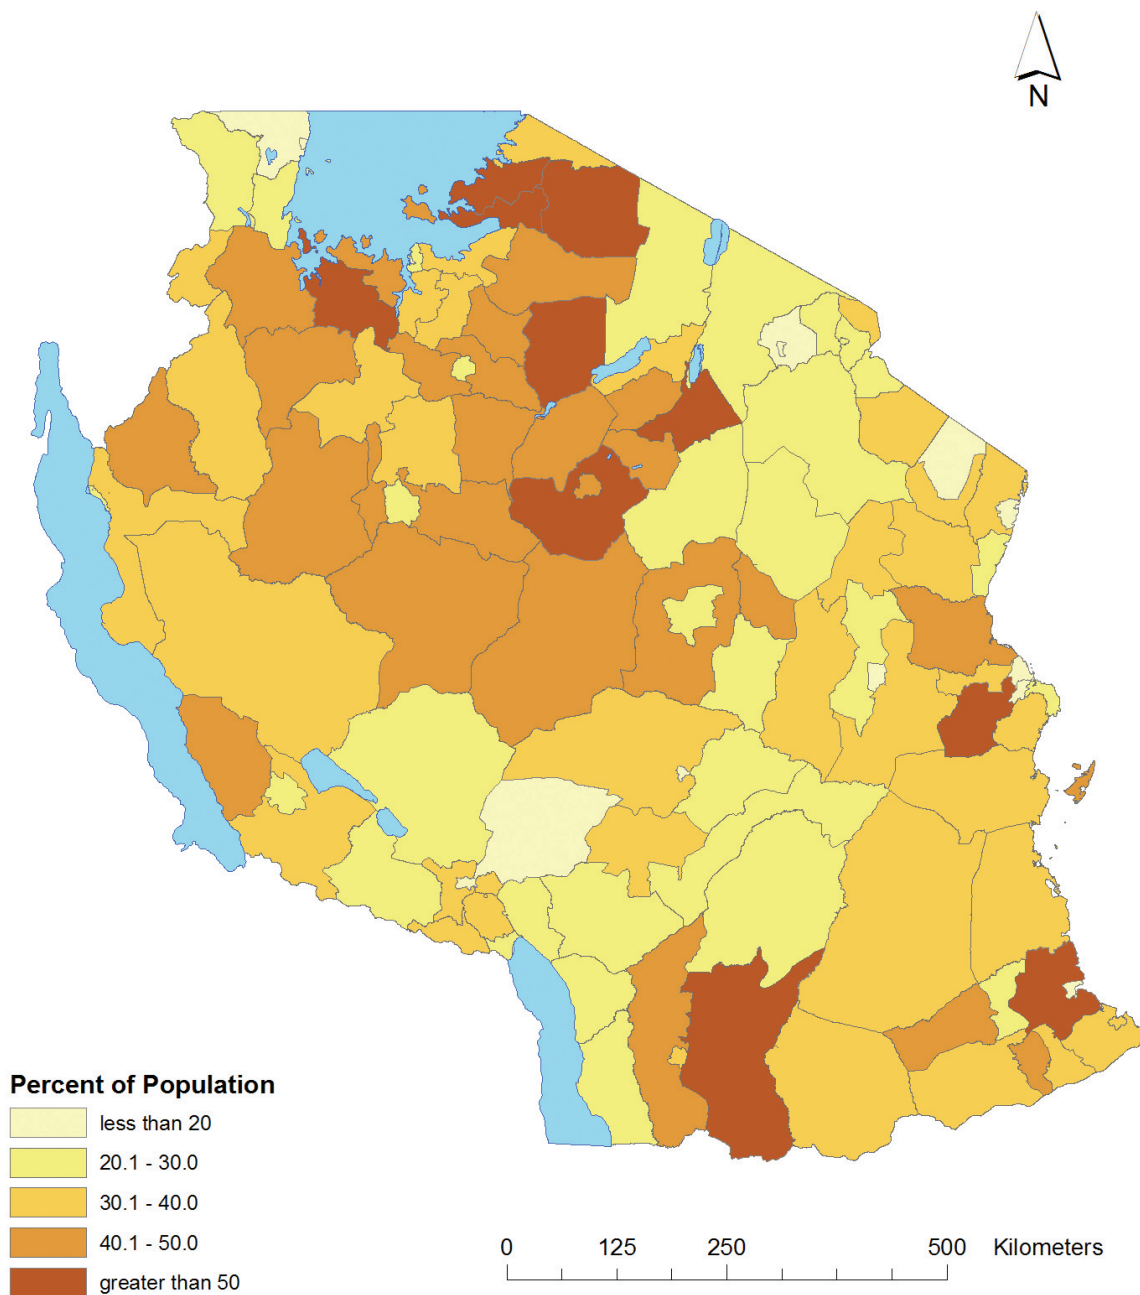 N
Percent of Population
less than 20
20.1 - 30.0
30.1 - 40.0
40.1 - 50.0
greater than 50
0 125 250 500 Kilometers